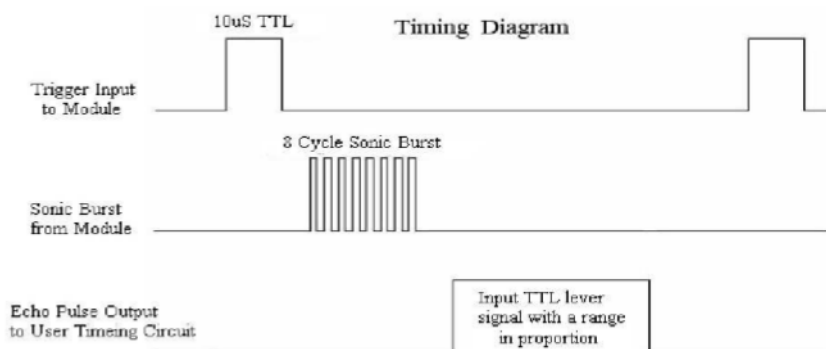 10uS TTL
Timing Diagram
Trigger Input
to Module
8 Cycle Sonic Burst
Sonic Burst
from Module
Echo Pulse Output
to User Timeing Circuit
Input TTL lever
signal with a range
in proportion